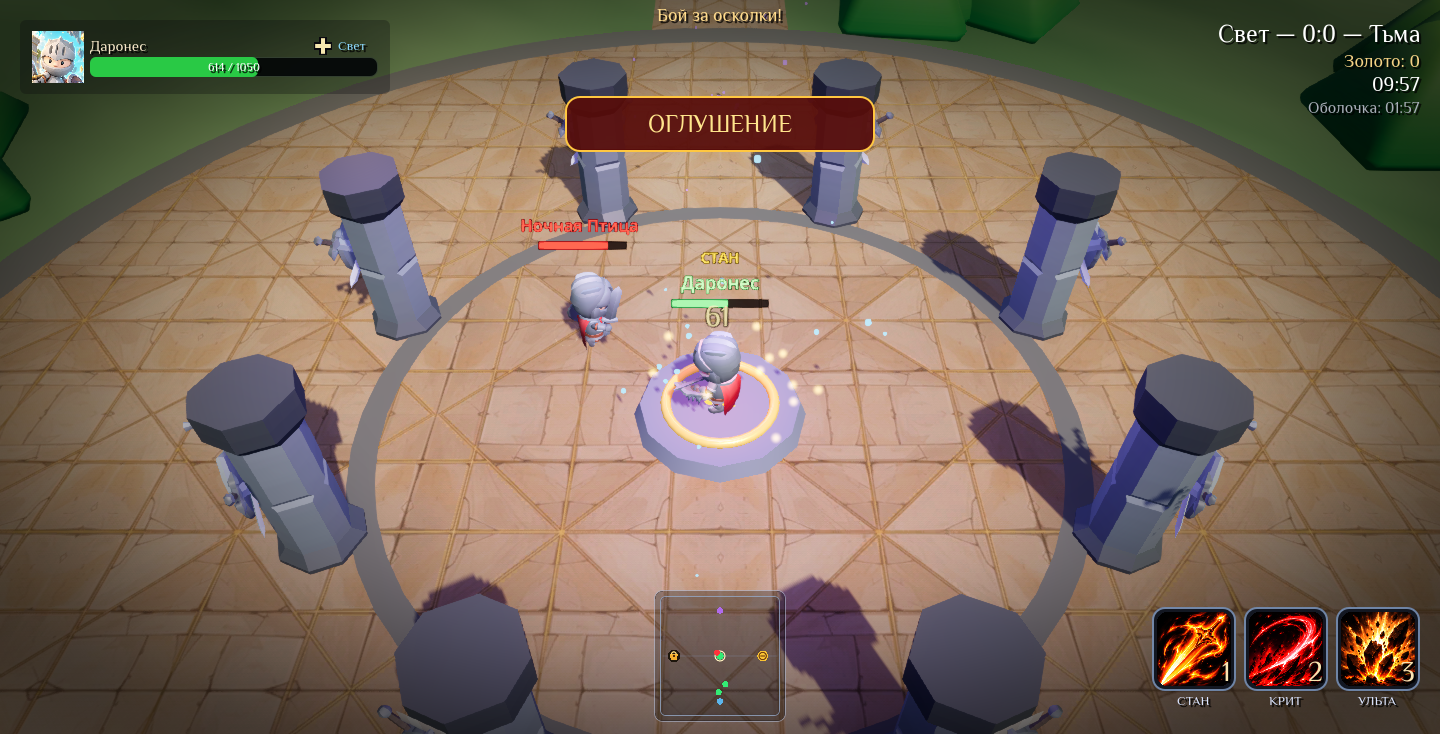 Бой за осколки!
Даронес
Свет
614 / 1050
Свет — 0:0 — Тьма
Золото: 0
09:57
Оболочка: 01:57
ОГЛУШЕНИЕ
Ночная Птица
СТАН
Даронес
61
1
2
3
СТАН
КРИТ
УЛЬТА